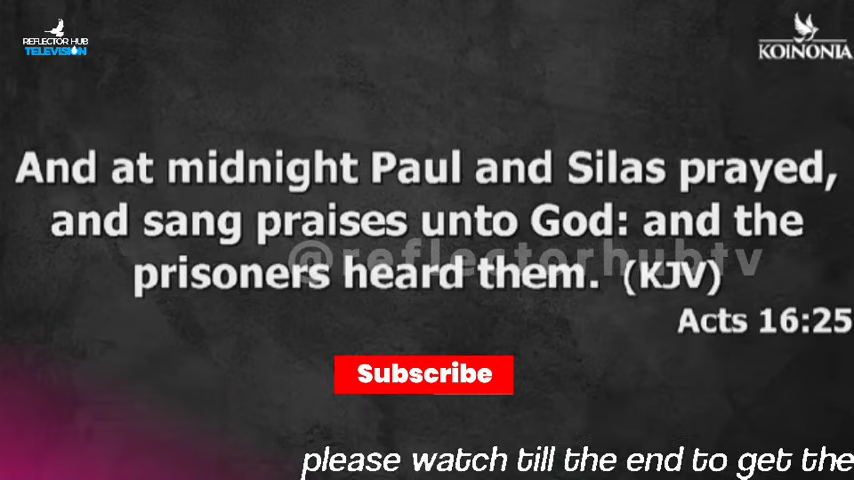 REFLECTOR HUB
TELEVISION
KOINONIA
And at midnight Paul and Silas prayed,
and sang praises unto God: and the
@reflectorhubtv
prisoners heard them. (KJV)
Acts 16:25
Subscribe
please watch till the end to get the